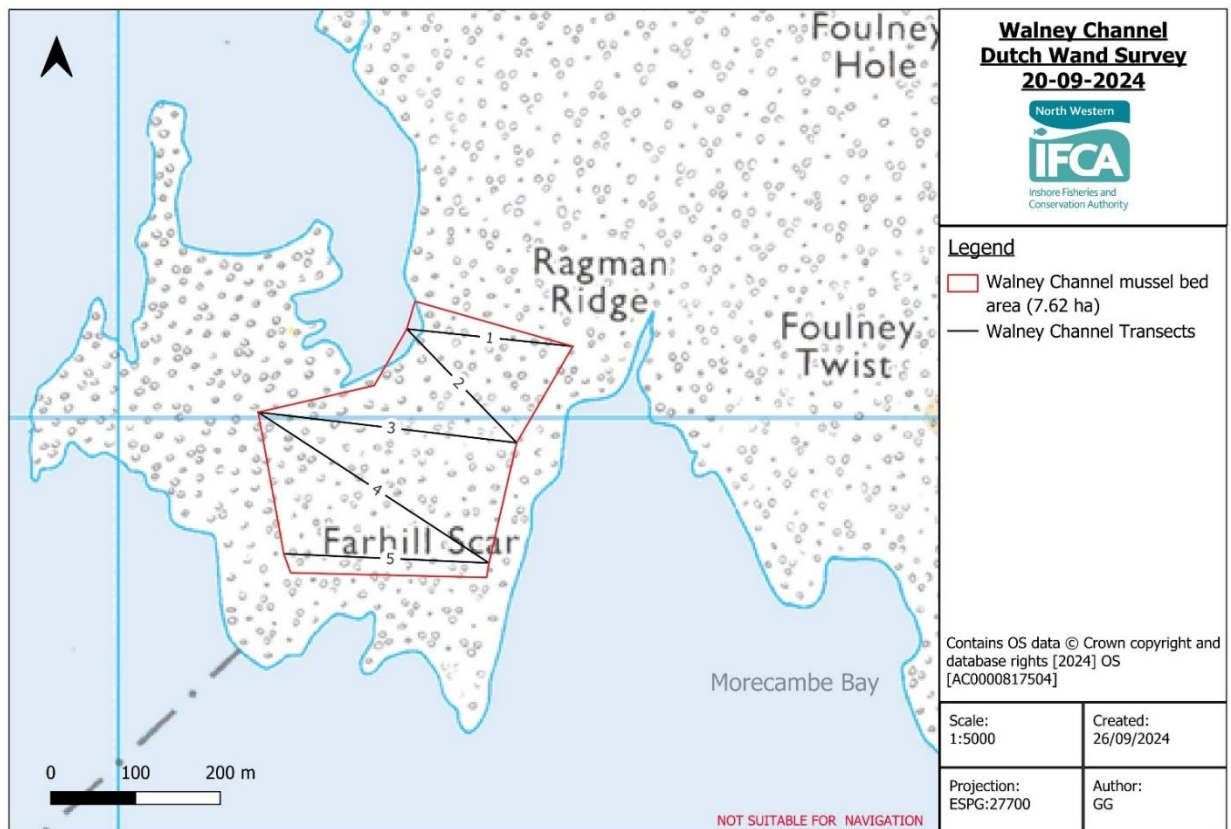 Foulney
Hole
Ragman
Ridge
Foulney
Twist
1
2
3
4
5
Farhill Scar
Morecambe Bay
0 100 200 m
NOT SUITABLE FOR NAVIGATION
Walney Channel
Dutch Wand Survey
20-09-2024
North Western
IFCA
Inshore Fisheries and
Conservation Authority
Legend
Walney Channel mussel bed
area (7.62 ha)
Walney Channel Transects
Contains OS data © Crown copyright and
database rights [2024] OS
[AC0000817504]
Scale:
1:5000
Created:
26/09/2024
Projection:
ESPG:27700
Author:
GG